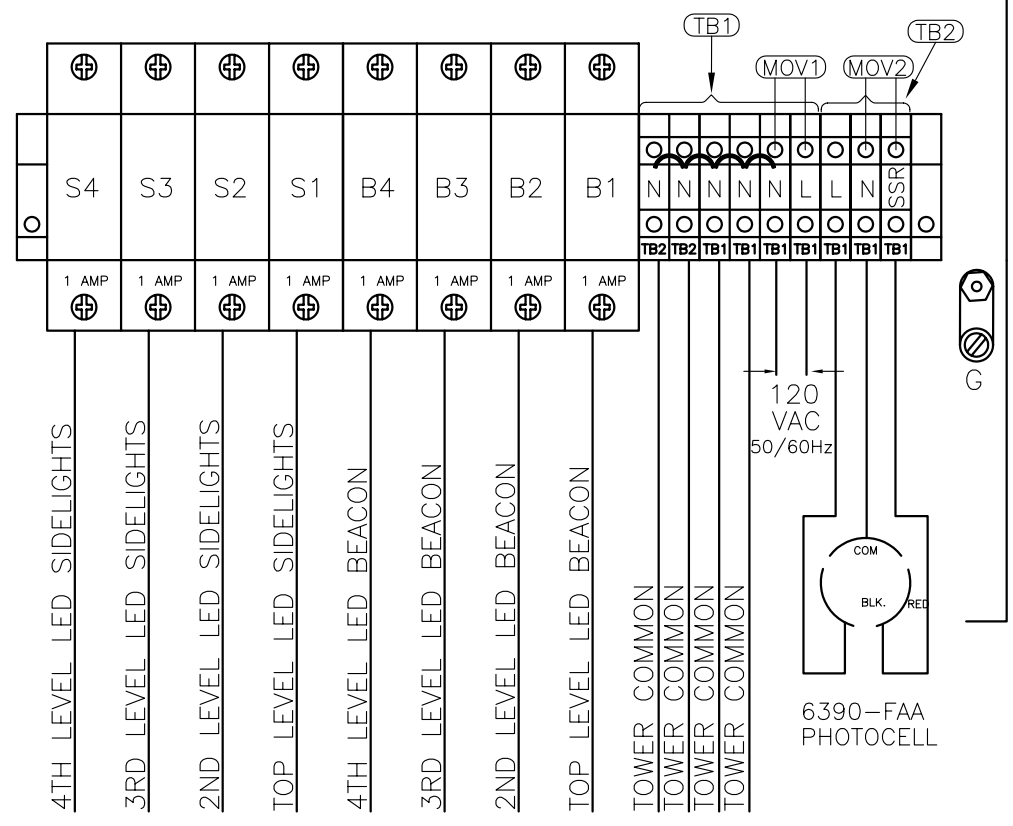 TB1
TB2
MOV1
MOV2
S4
S3
S2
S1
B4
B3
B2
B1
N
N
N
N
N
L
L
N
SSR
TB2
TB2
TB1
TB1
TB1
TB1
TB1
TB1
TB1
1 AMP
1 AMP
1 AMP
1 AMP
1 AMP
1 AMP
1 AMP
1 AMP
G
120
VAC
50/60Hz
4TH LEVEL LED SIDELIGHTS
3RD LEVEL LED SIDELIGHTS
2ND LEVEL LED SIDELIGHTS
TOP LEVEL LED SIDELIGHTS
4TH LEVEL LED BEACON
3RD LEVEL LED BEACON
2ND LEVEL LED BEACON
TOP LEVEL LED BEACON
TOWER COMMON
TOWER COMMON
TOWER COMMON
TOWER COMMON
COM
BLK.
RED
6390-FAA
PHOTOCELL